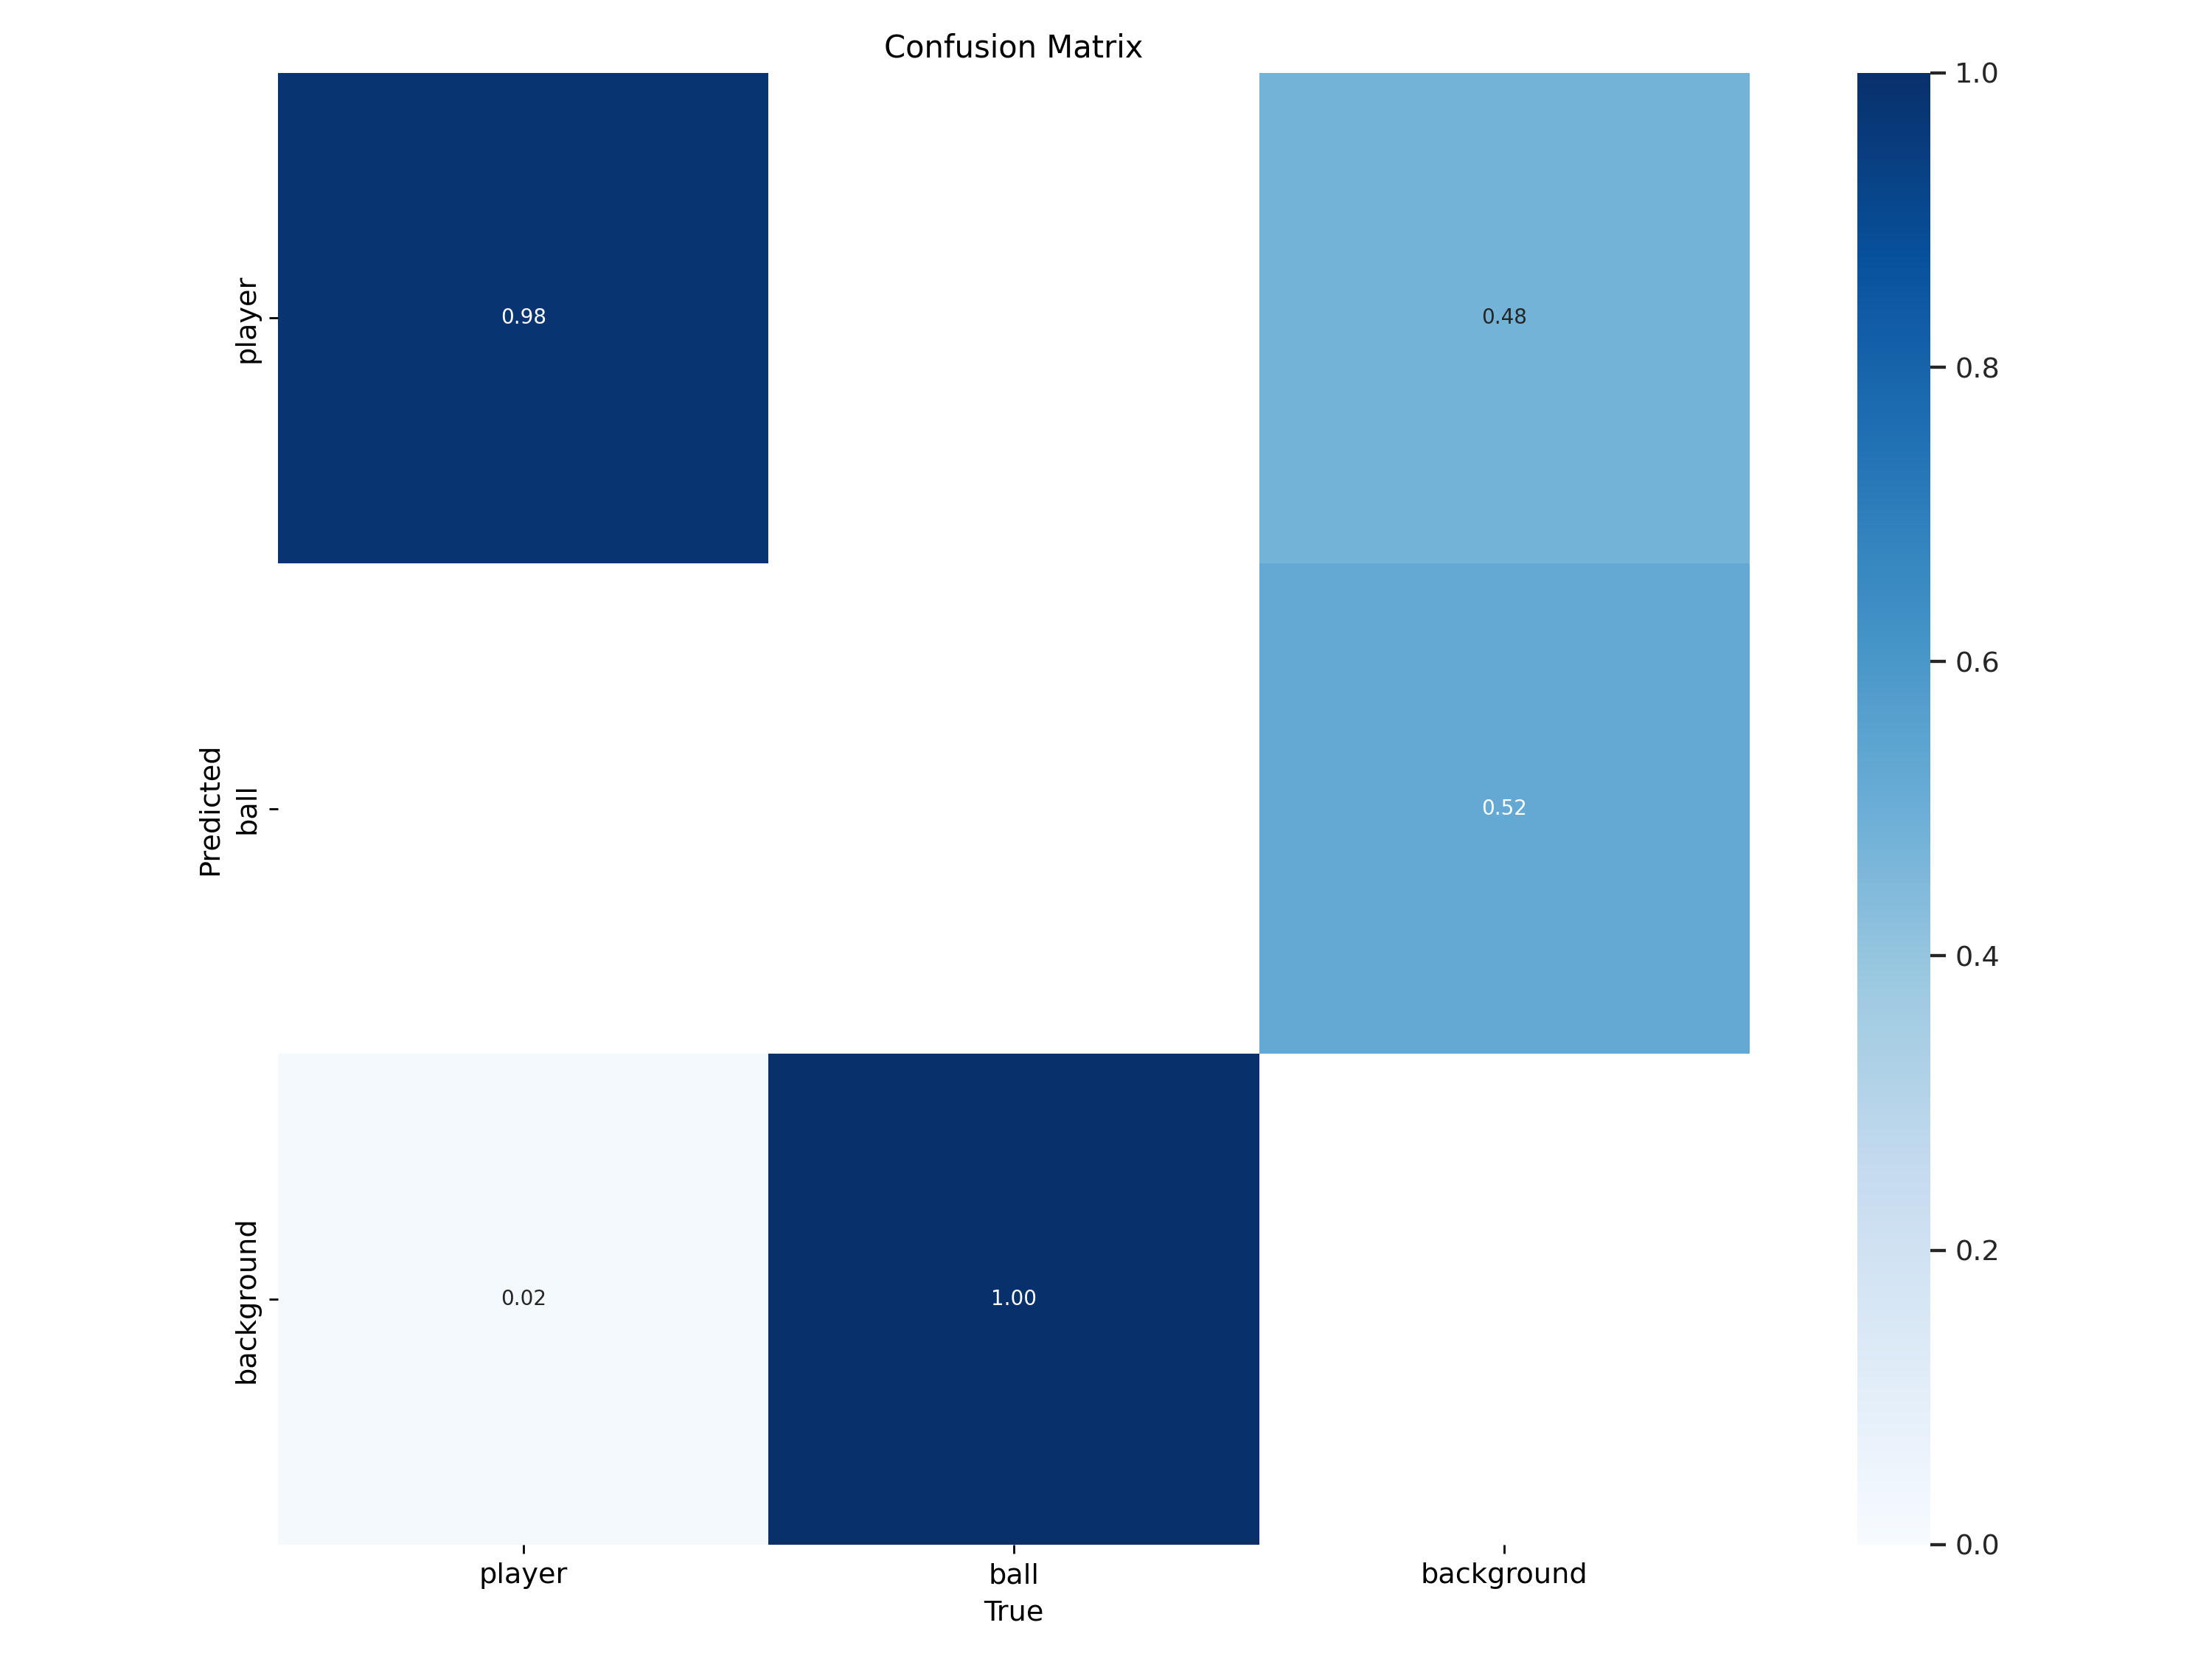 Confusion Matrix
1.0
player
0.98
0.48
0.8
0.6
Predicted
ball
0.52
0.4
0.2
background
0.02
1.00
0.0
player
ball
background
True